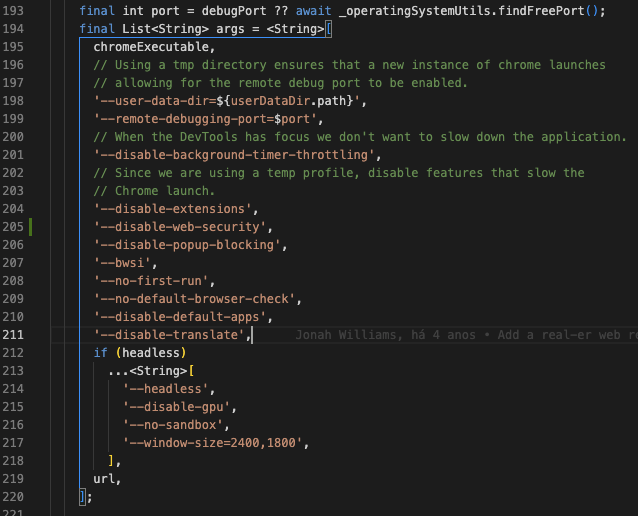 193 final int port = debugPort ?? await _operatingSystemUtils.findFreePort();
194 final List<String> args = <String>[
195 chromeExecutable,
196 // Using a tmp directory ensures that a new instance of chrome launches
197 // allowing for the remote debug port to be enabled.
198 '--user-data-dir=${userDataDir.path}',
199 '--remote-debugging-port=$port',
200 // When the DevTools has focus we don't want to slow down the application.
201 '--disable-background-timer-throttling',
202 // Since we are using a temp profile, disable features that slow the
203 // Chrome launch.
204 '--disable-extensions',
205 '--disable-web-security',
206 '--disable-popup-blocking',
207 '--bwsi',
208 '--no-first-run',
209 '--no-default-browser-check',
210 '--disable-default-apps',
211 '--disable-translate', Jonah Williams, há 4 anos • Add a real-er web r
212 if (headless)
213 ...<String>[
214 '--headless',
215 '--disable-gpu',
216 '--no-sandbox',
217 '--window-size=2400,1800',
218 ],
219 url,
220 ];
221